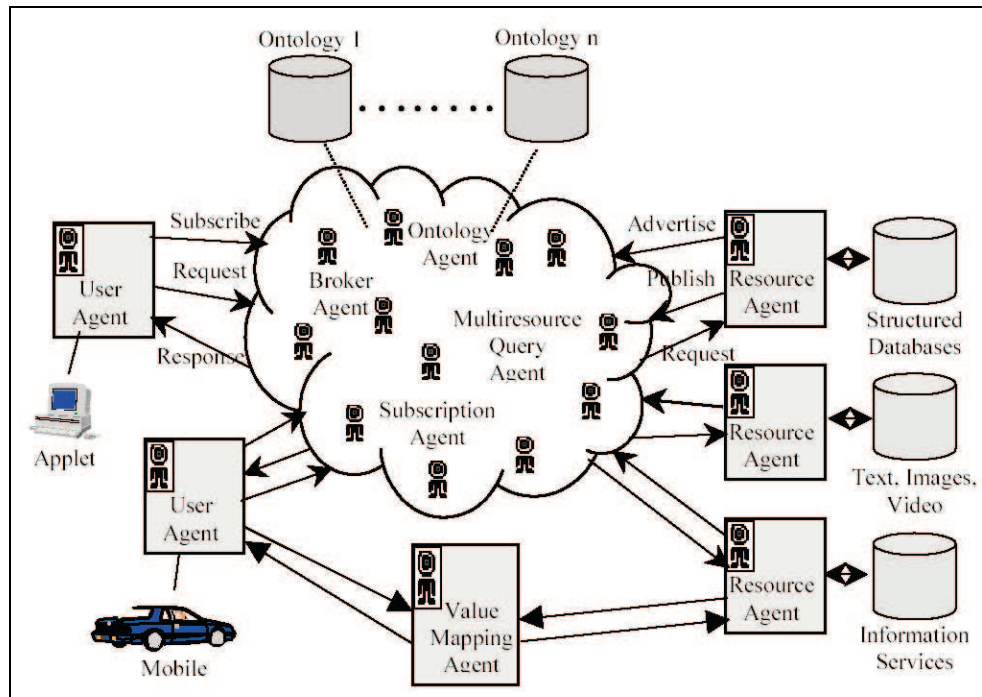 Ontology 1
Ontology n
Subscribe
Request
Response
User
Agent
Applet
User
Agent
Mobile
Ontology
Agent
Broker
Agent
Multiresource
Query
Agent
Subscription
Agent
Value
Mapping
Agent
Advertise
Publish
Request
Resource
Agent
Structured
Databases
Resource
Agent
Text, Images,
Video
Resource
Agent
Information
Services